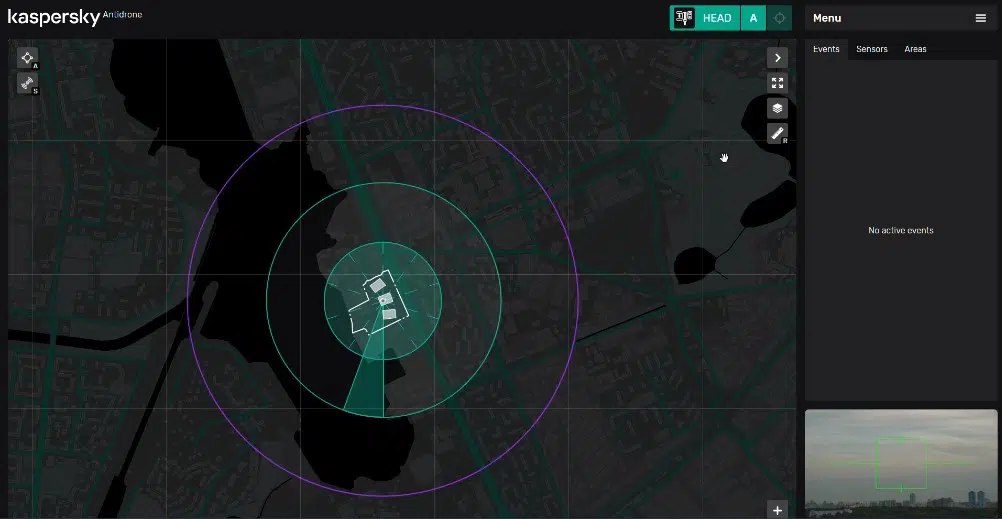 kaspersky Antidrone
HEAD
A
Menu
A
S
R
Events
Sensors
Areas
No active events